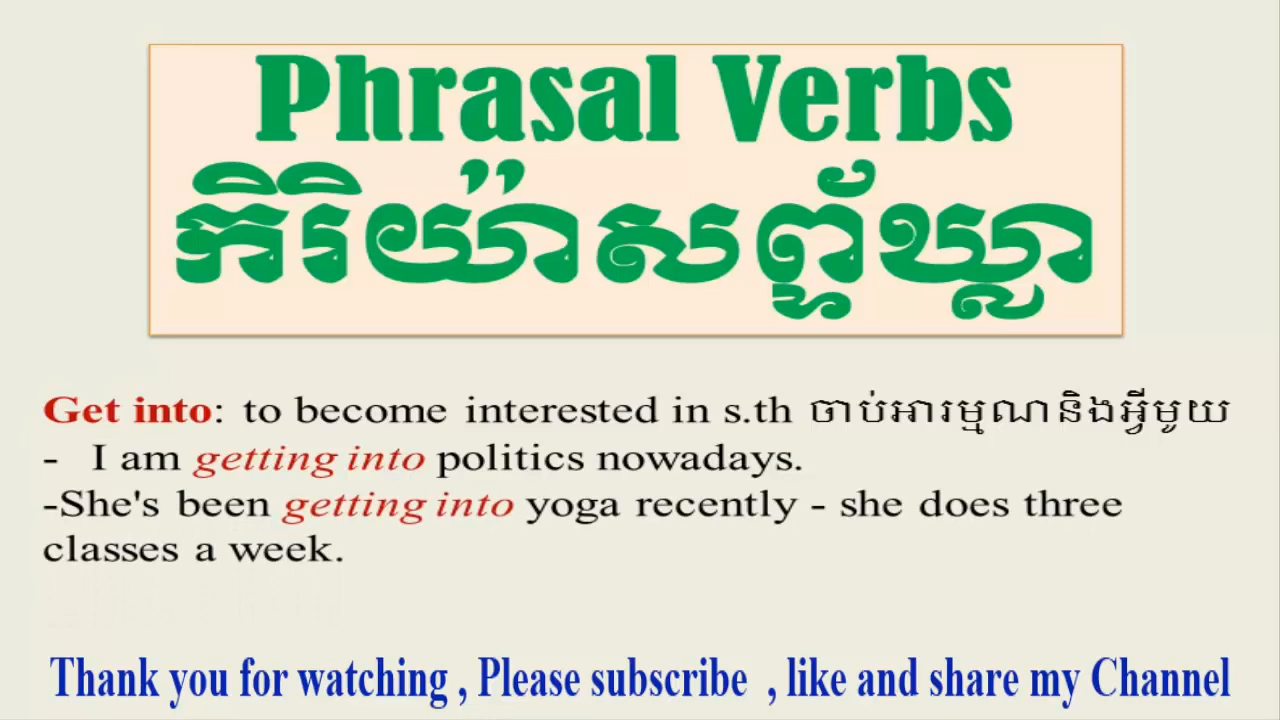 Phrasal Verbs
កិរិយ៉ាសព្ទ័ឃ្លា
Get into: to become interested in s.th ចាប់អារម្មណនិងអ្វីមួយ
- I am getting into politics nowadays.
-She's been getting into yoga recently - she does three
classes a week.
Thank you for watching , Please subscribe , like and share my Channel